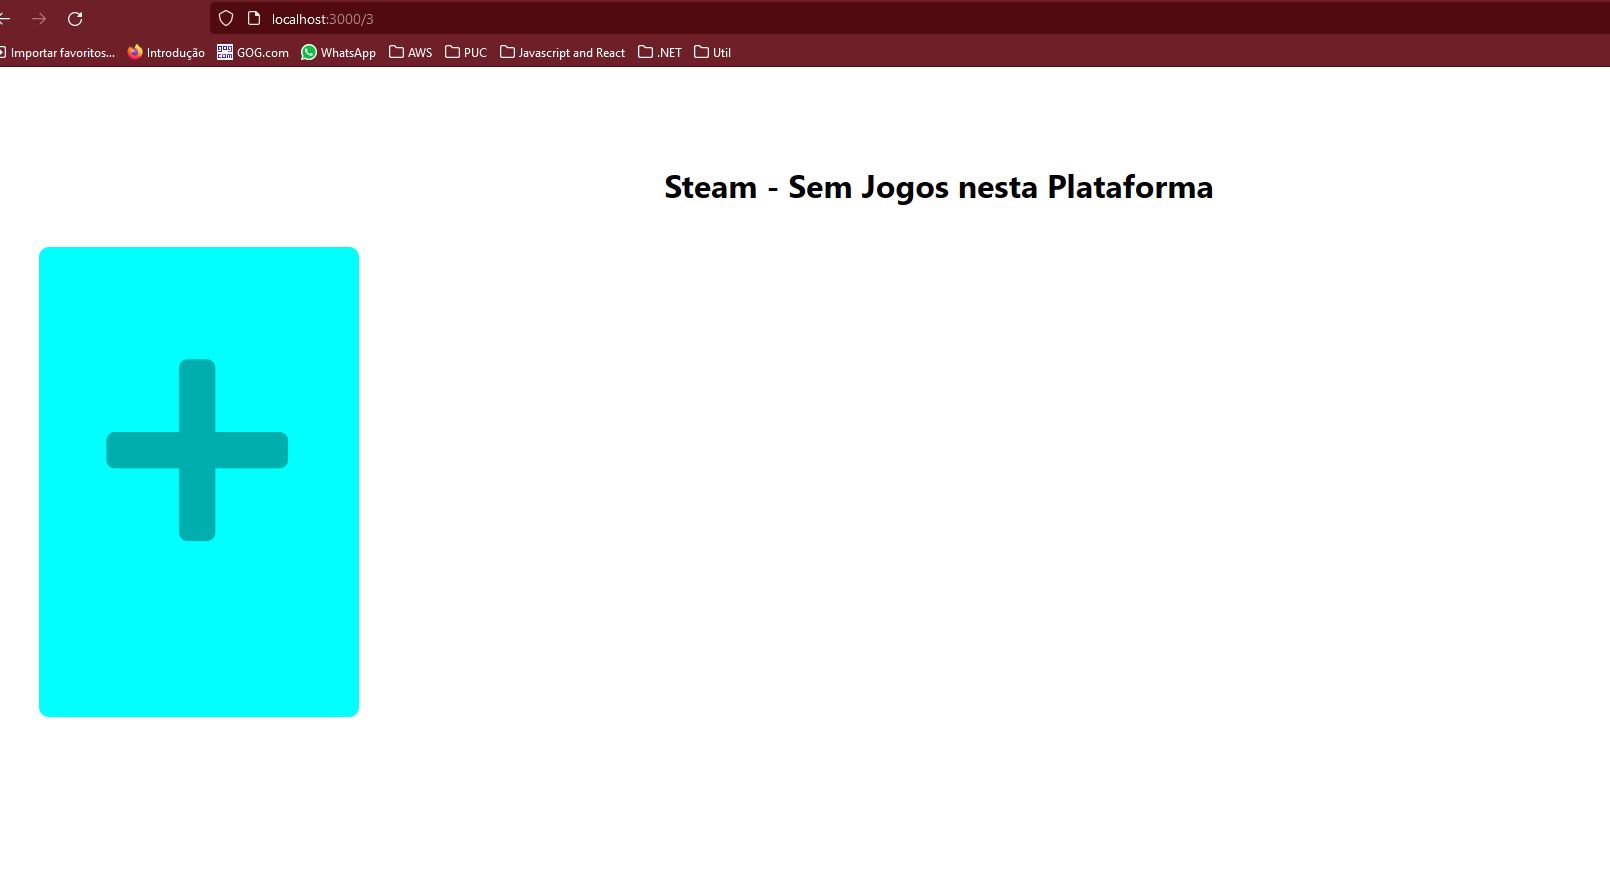 localhost:3000/3
Importar favoritos... Introdução GOG.com WhatsApp AWS PUC Javascript and React .NET Util
Steam - Sem Jogos nesta Plataforma